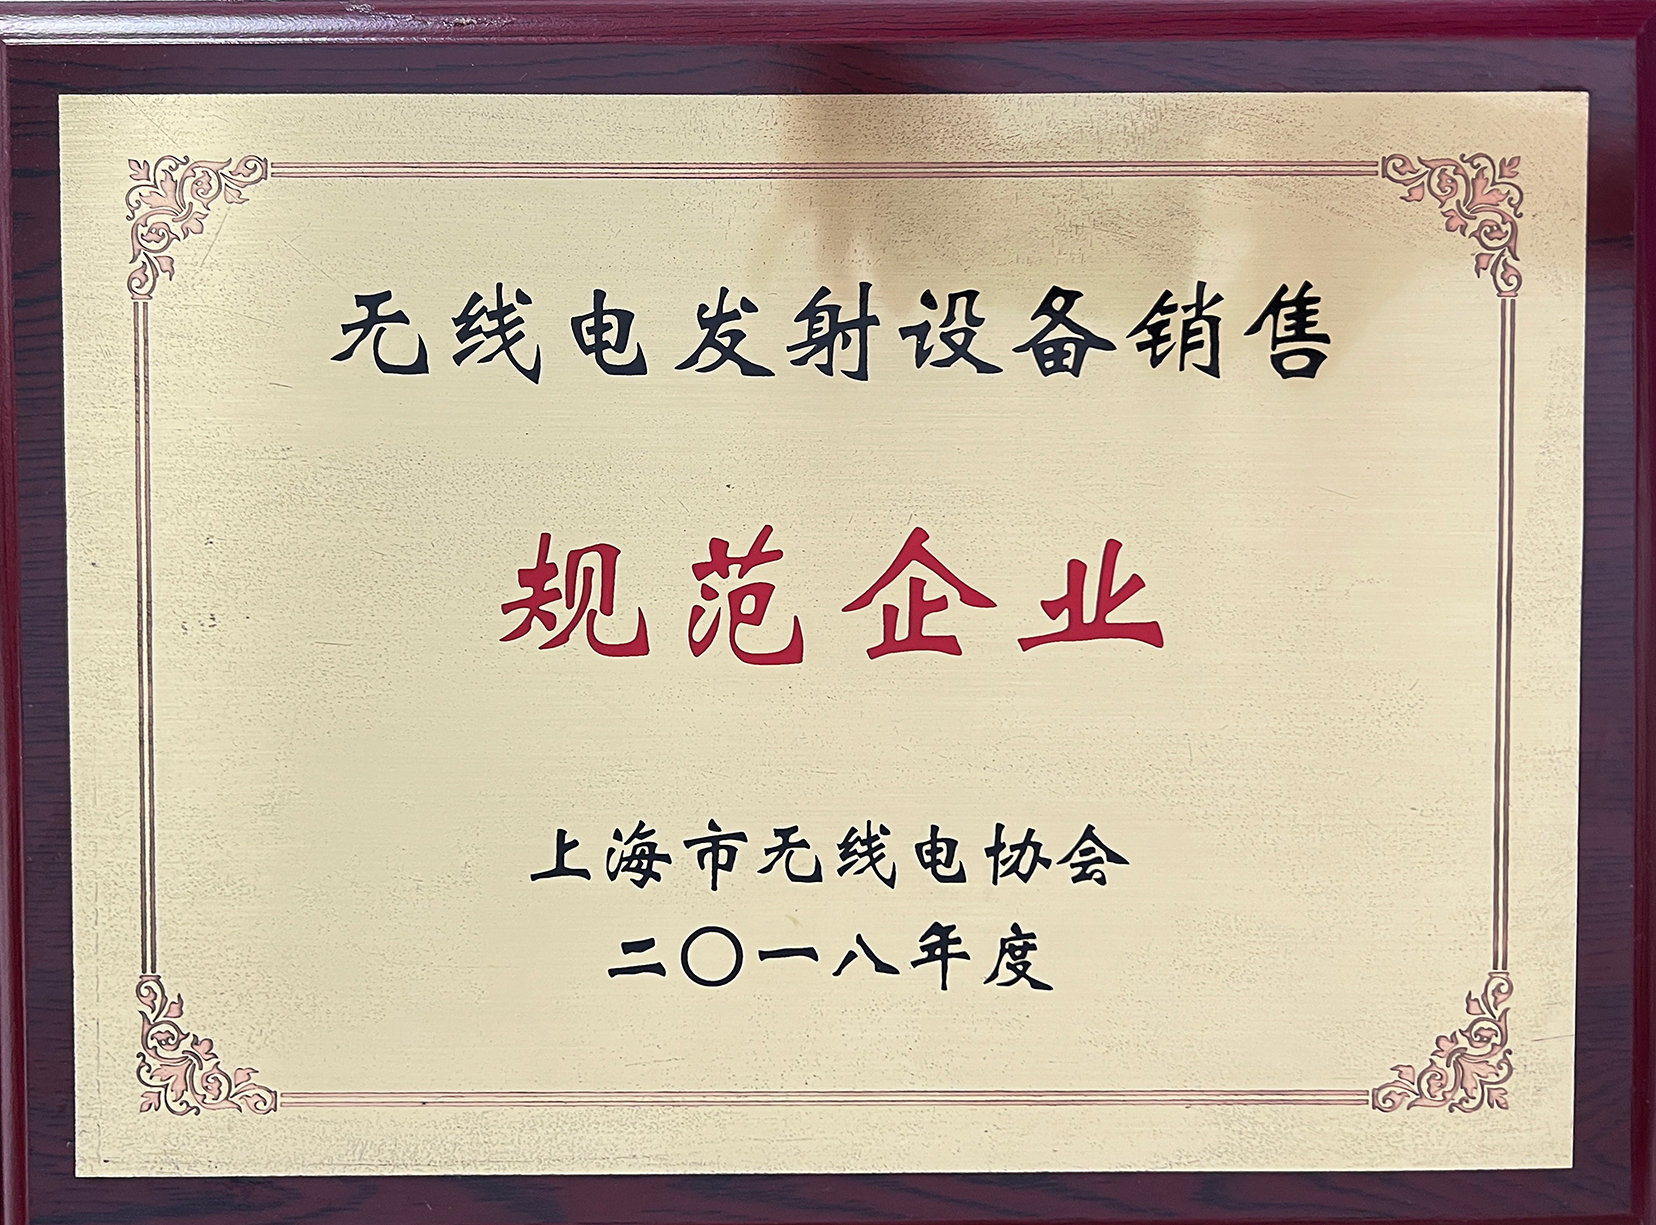 无线电发射设备销售
规范企业
上海市无线电协会
二〇一八年度